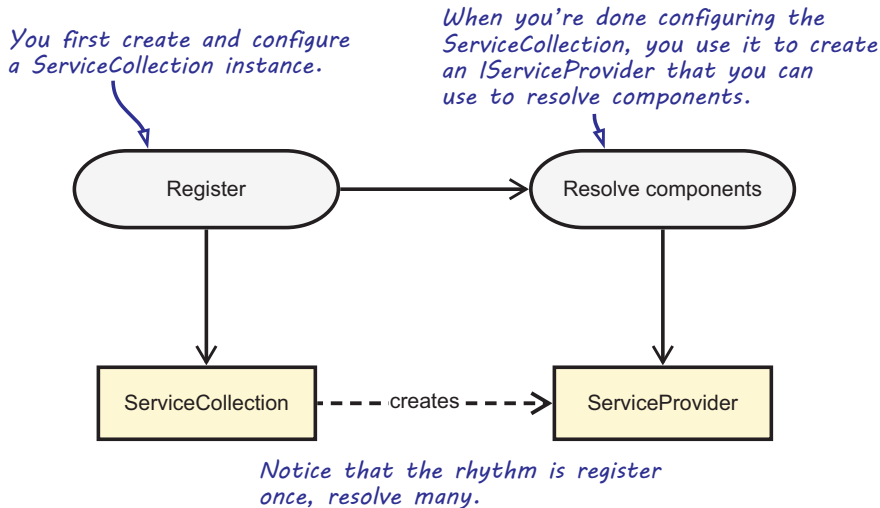 You first create and configure
a ServiceCollection instance.
When you're done configuring the
ServiceCollection, you use it to create
an IServiceProvider that you can
use to resolve components.
Register
Resolve components
ServiceCollection
creates
ServiceProvider
Notice that the rhythm is register
once, resolve many.